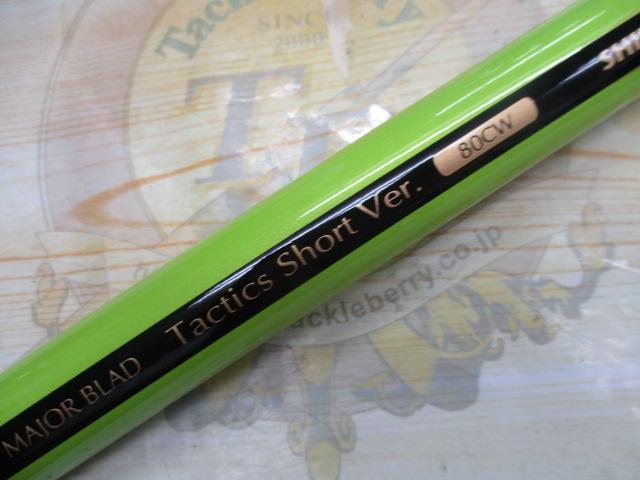 MAJOR BLAD Tactics Short Ver. 80CW
SINCE
2000
ackleberry.co.jp